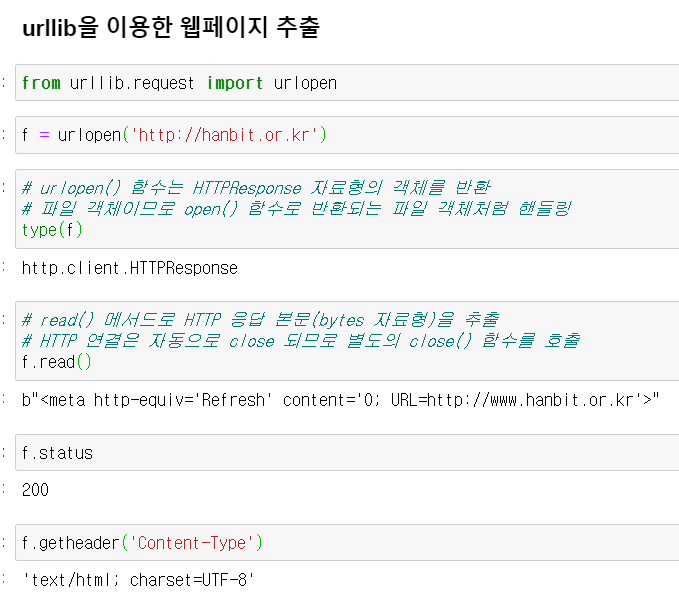 urllib을 이용한 웹페이지 추출
: from urllib.request import urlopen
: f = urlopen('http://hanbit.or.kr')
: # urlopen() 함수는 HTTPResponse 자료형의 객체를 반환
# 파일 객체이므로 open() 함수로 반환되는 파일 객체처럼 핸들링
type(f)
: http.client.HTTPResponse
: # read() 메서드로 HTTP 응답 본문(bytes 자료형)을 추출
# HTTP 연결은 자동으로 close 되므로 별도의 close() 함수를 호출
f.read()
: b"<meta http-equiv='Refresh' content='0; URL=http://www.hanbit.or.kr'>"
: f.status
: 200
: f.getheader('Content-Type')
: 'text/html; charset=UTF-8'